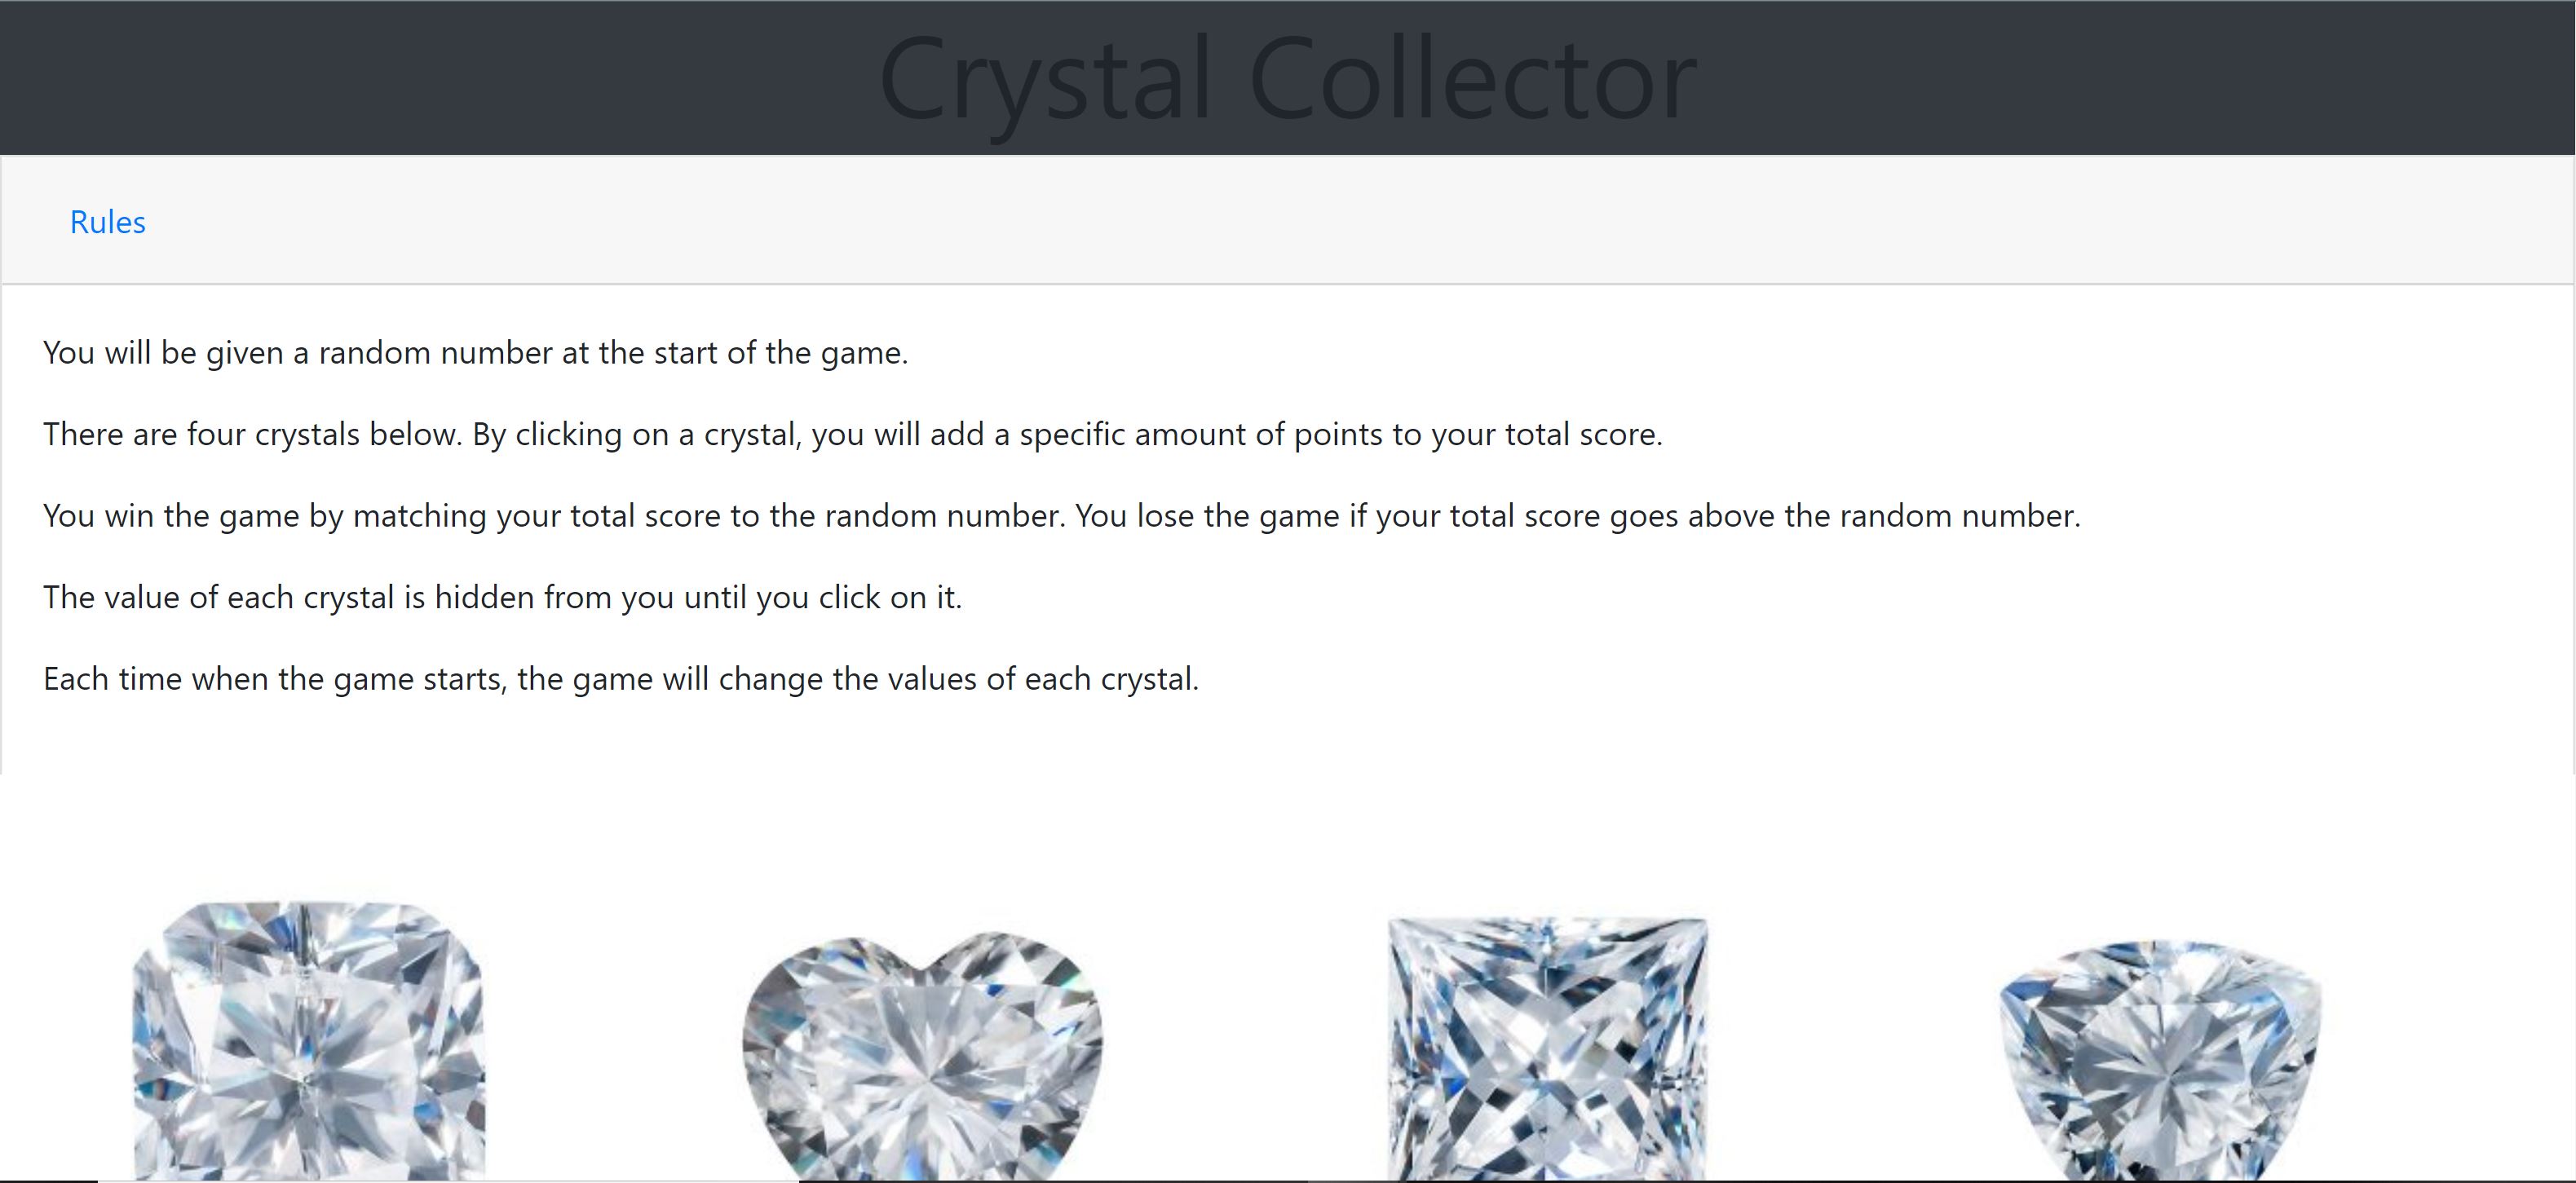 Crystal Collector
Rules
You will be given a random number at the start of the game.
There are four crystals below. By clicking on a crystal, you will add a specific amount of points to your total score.
You win the game by matching your total score to the random number. You lose the game if your total score goes above the random number.
The value of each crystal is hidden from you until you click on it.
Each time when the game starts, the game will change the values of each crystal.